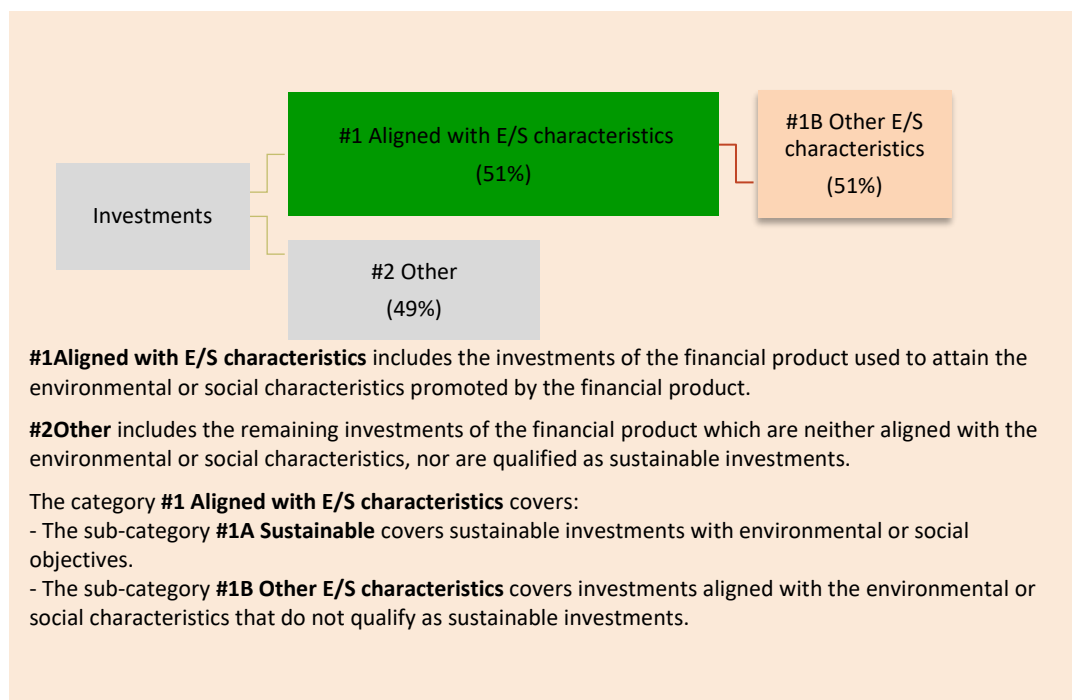 #1 Aligned with E/S characteristics
(51%)
#1B Other E/S
characteristics
(51%)
Investments
#2 Other
(49%)
#1Aligned with E/S characteristics includes the investments of the financial product used to attain the
environmental or social characteristics promoted by the financial product.
#2Other includes the remaining investments of the financial product which are neither aligned with the
environmental or social characteristics, nor are qualified as sustainable investments.
The category #1 Aligned with E/S characteristics covers:
- The sub-category #1A Sustainable covers sustainable investments with environmental or social
objectives.
- The sub-category #1B Other E/S characteristics covers investments aligned with the environmental or
social characteristics that do not qualify as sustainable investments.